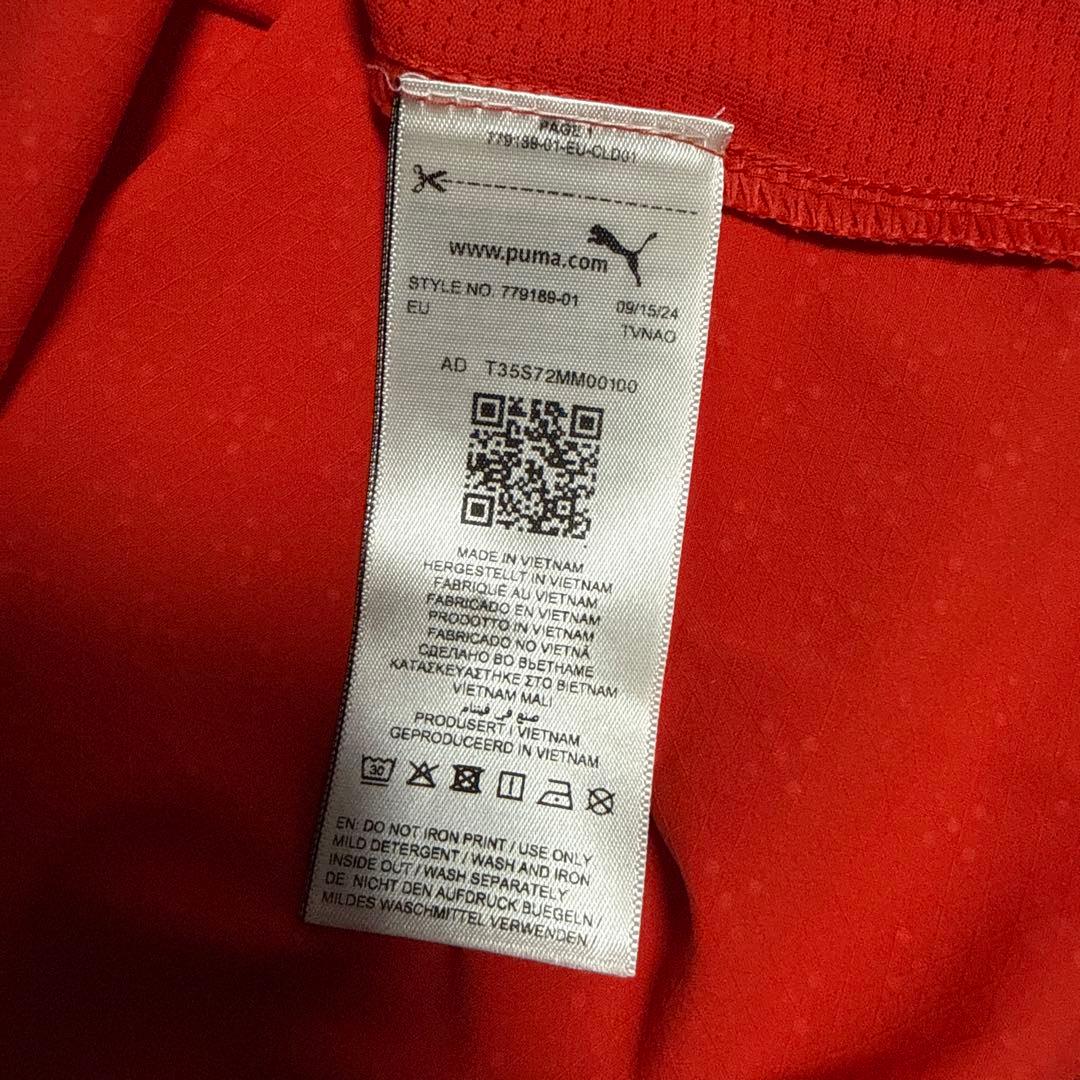 PAGE 1
779189-01-EU-CLD01
www.puma.com
STYLE NO. 779189-01 09/15/24
EU TVNAO
AD T35S72MM00100
MADE IN VIETNAM
HERGESTELLT IN VIETNAM
FABRIQUE AU VIETNAM
FABRICADO EN VIETNAM
PRODOTTO IN VIETNAM
FABRICADO NO VIETNÃ
СДЕЛАНО ВО ВЬЕТНАМЕ
ΚΑΤΑΣΚΕΥΑΣΤΗΚΕ ΣΤΟ ΒΙΕΤΝΑΜ
VIETNAM MALI
صنع في فيتنام
PRODUSERT I VIETNAM
GEPRODUCEERD IN VIETNAM
30
EN: DO NOT IRON PRINT / USE ONLY
MILD DETERGENT / WASH AND IRON
INSIDE OUT / WASH SEPARATELY
DE: NICHT DEN AUFDRUCK BUEGELN /
MILDES WASCHMITTEL VERWENDEN /